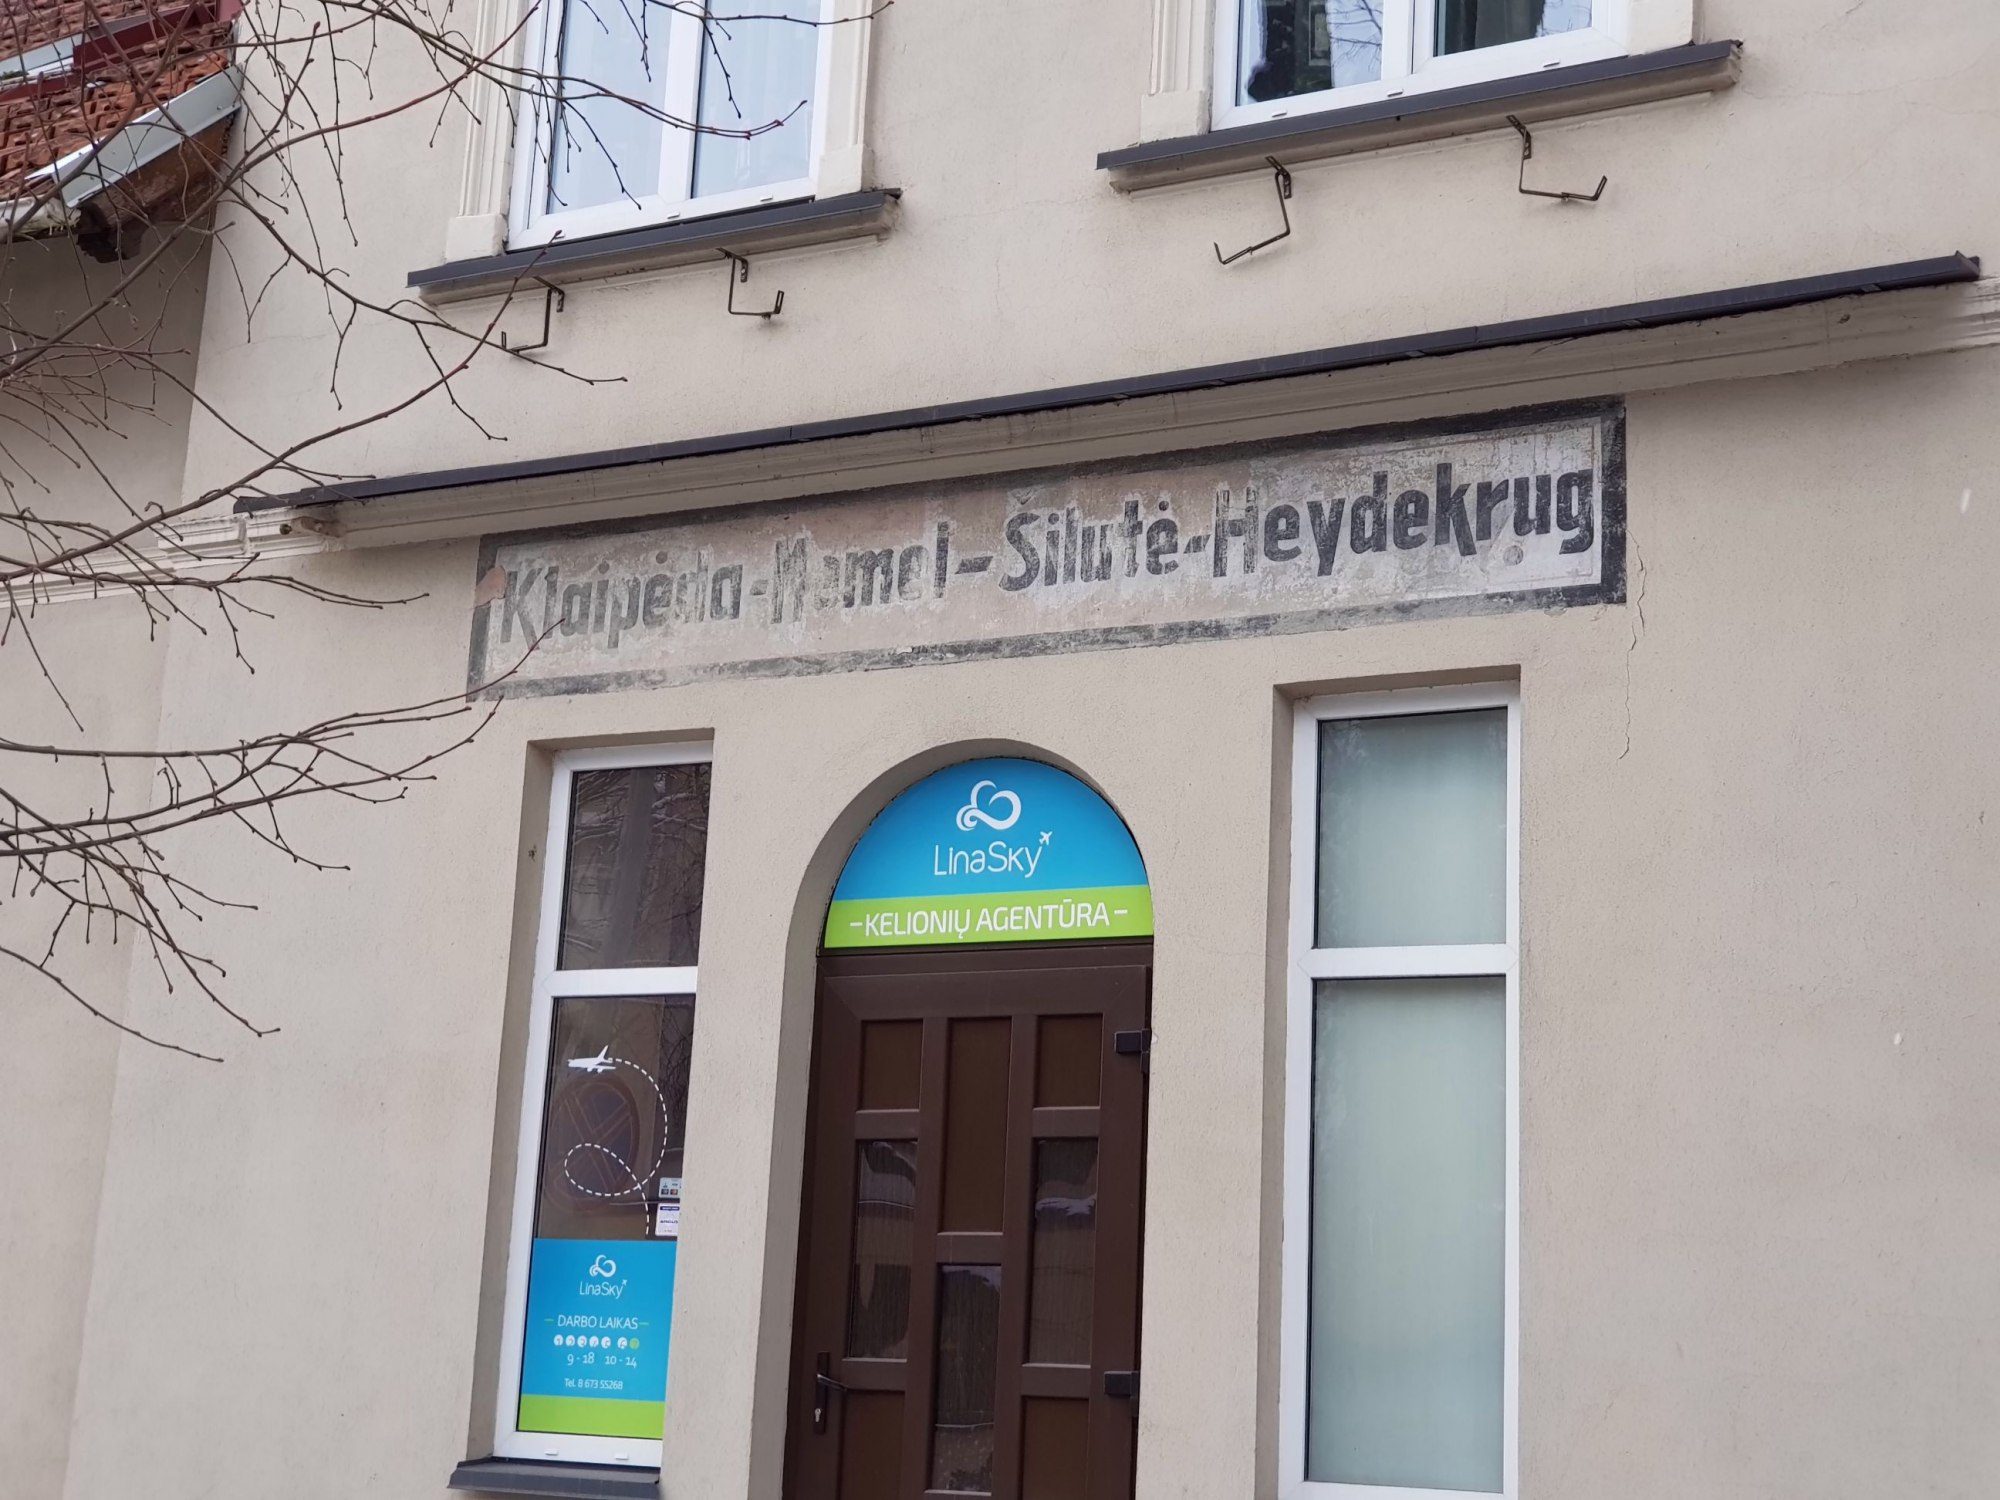 Klaipėda-Memel-Šilutė-Heydekrug
LinaSky
-KELIONIŲ AGENTŪRA-
LinaSky
-DARBO LAIKAS-
9 - 18 10 - 14
Tel. 8 673 55268